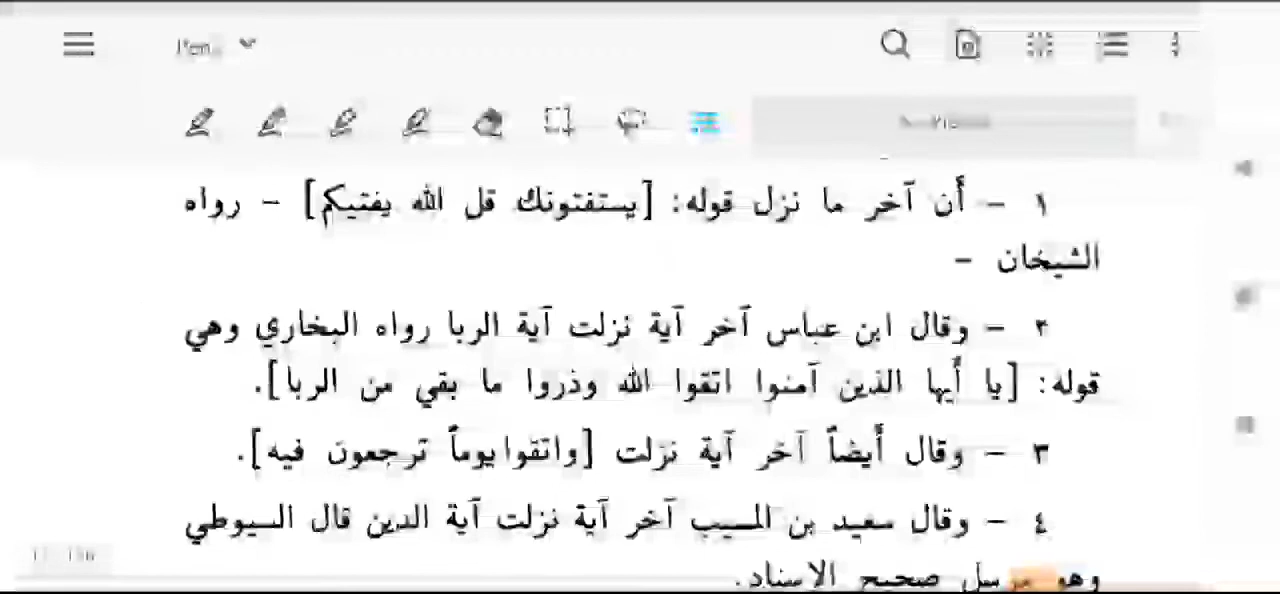 ١ - أن آخر ما نزل قوله: [يستفتونك قل الله يفتيكم] - رواه
الشيخان -
٢ - وقال ابن عباس آخر آية نزلت آية الربا رواه البخاري وهي
قوله: [يا أيها الذين آمنوا اتقوا الله وذروا ما بقي من الربا].
٣ - وقال أيضاً آخر آية نزلت [واتقوا يوماً ترجعون فيه].
٤ - وقال سعيد بن المسيب آخر آية نزلت آية الدين قال السيوطي
وهو مرسل صحيح الاسناد.